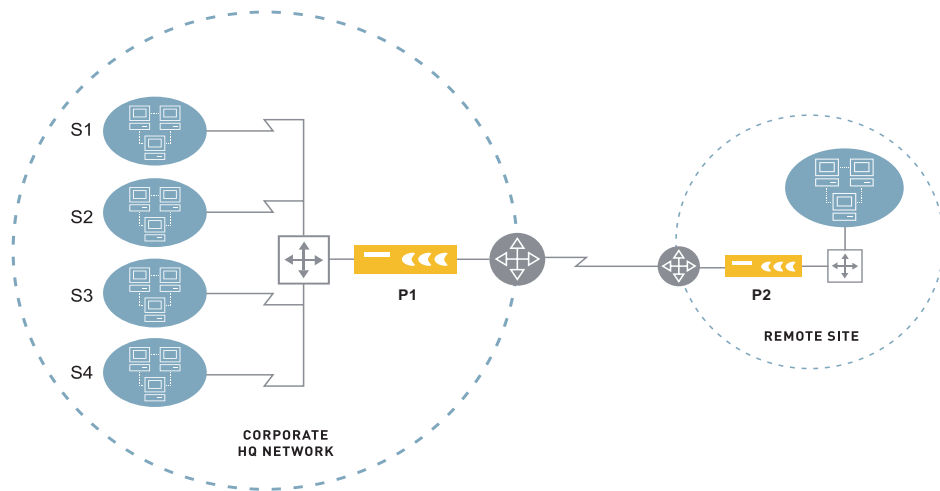 S1
S2
S3
S4
P1
P2
REMOTE SITE
CORPORATE
HQ NETWORK